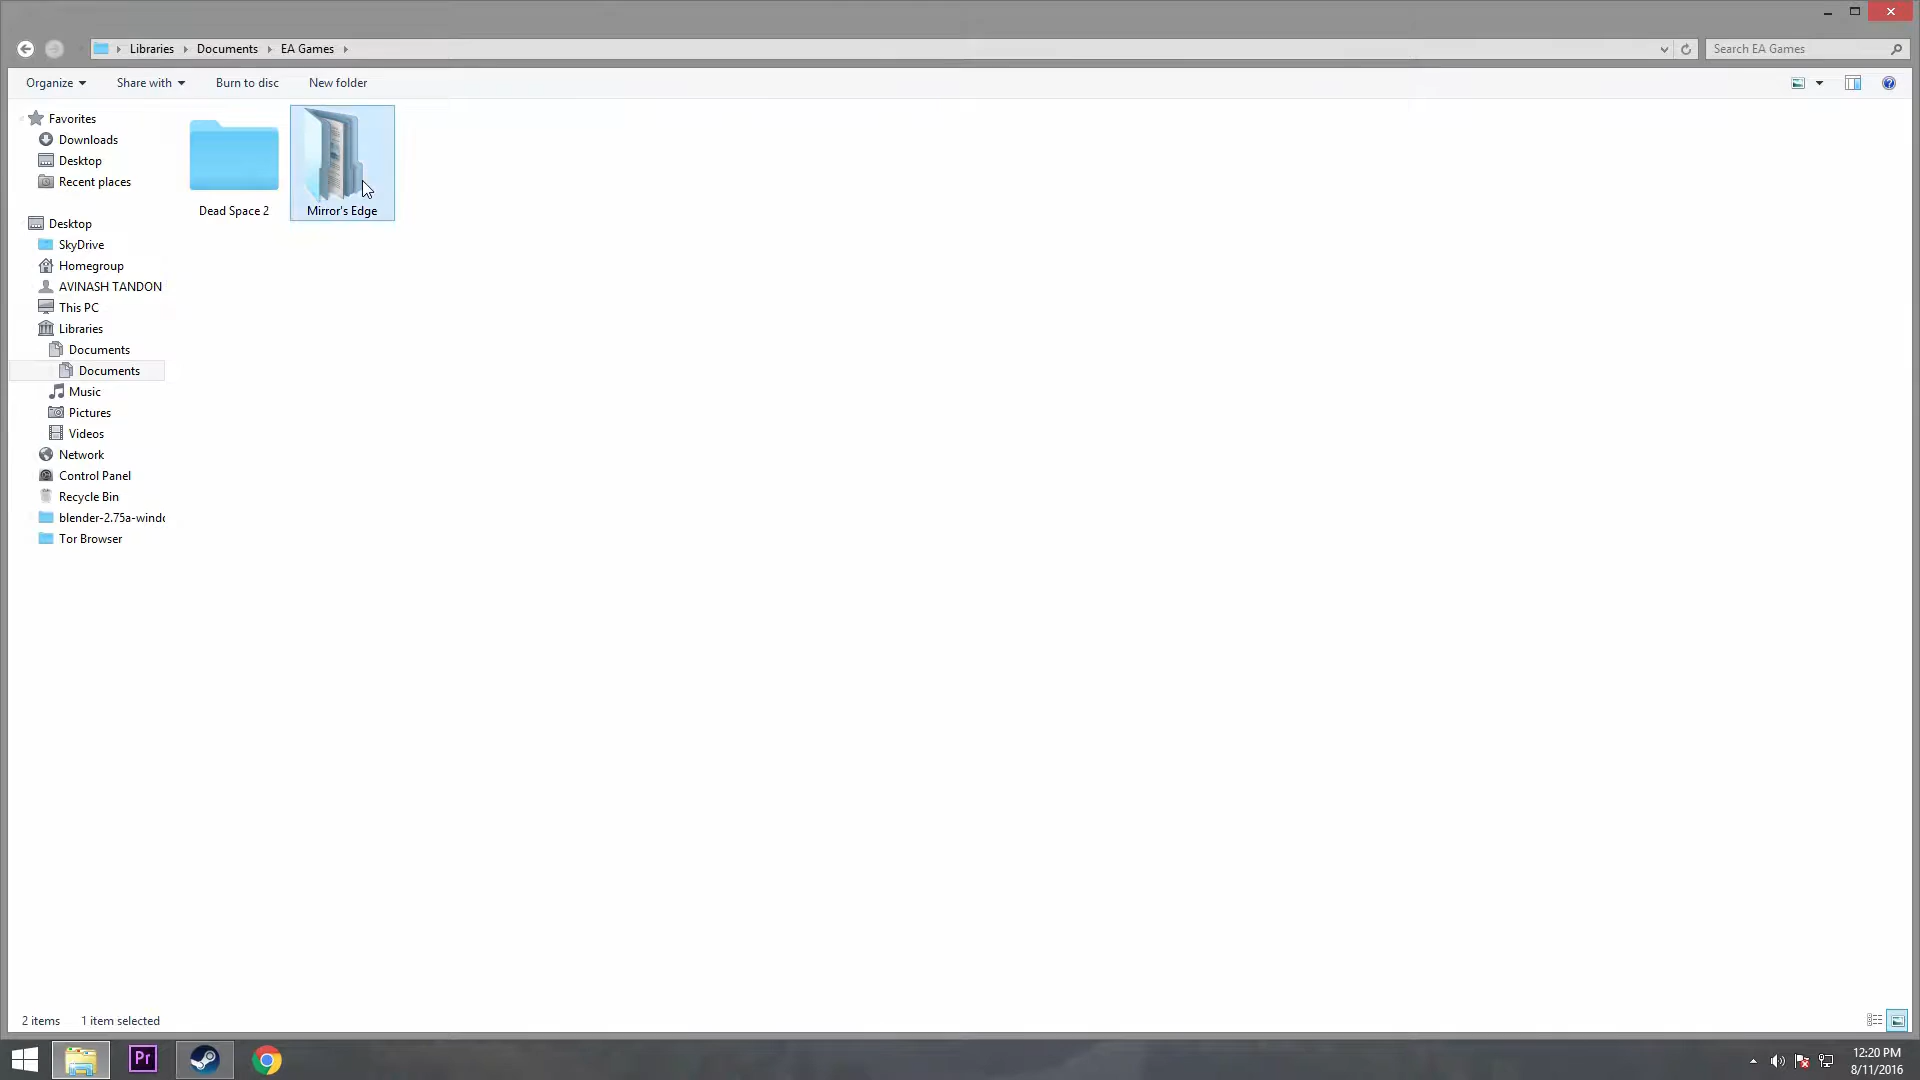 Libraries Documents EA Games
Search EA Games
Organize Share with Burn to disc New folder
Favorites
Downloads
Desktop
Recent places
Desktop
SkyDrive
Homegroup
AVINASH TANDON
This PC
Libraries
Documents
Documents
Music
Pictures
Videos
Network
Control Panel
Recycle Bin
blender-2.75a-windo
Tor Browser
Dead Space 2
Mirror's Edge
2 items 1 item selected
Pr
12:20 PM
8/11/2016